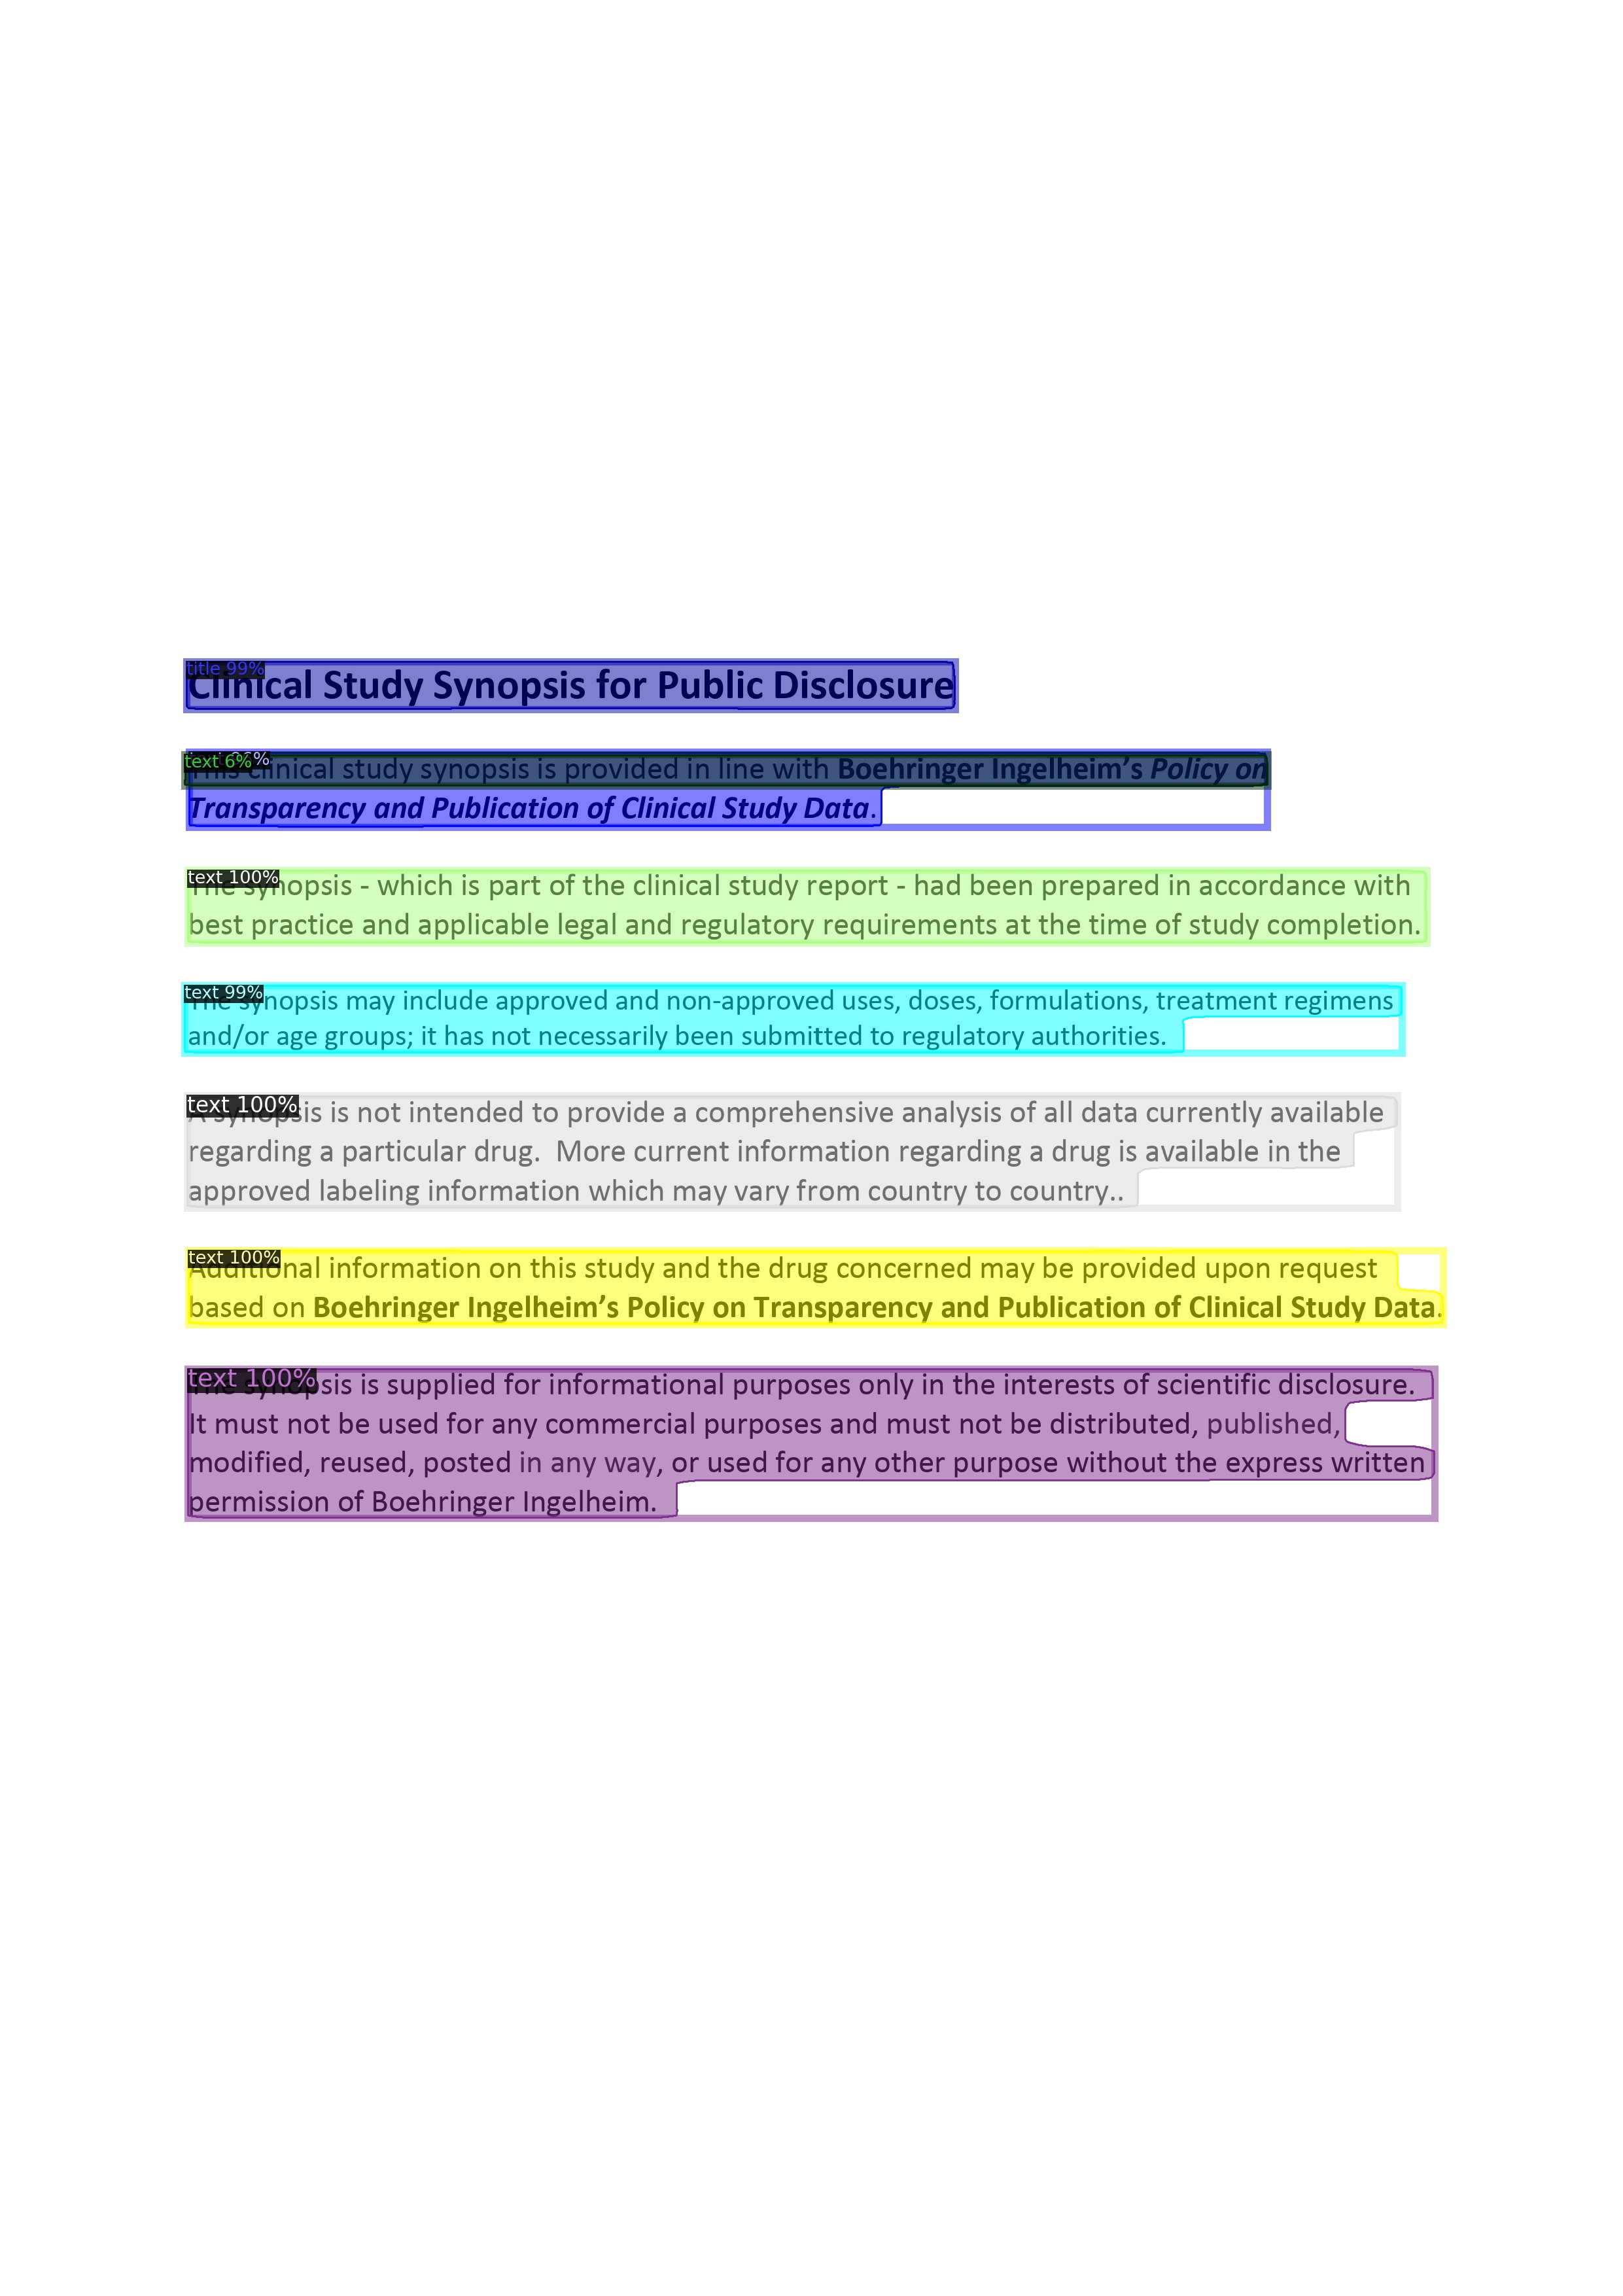 title 99%
Clinical Study Synopsis for Public Disclosure
text 6%
This clinical study synopsis is provided in line with Boehringer Ingelheim’s Policy on
Transparency and Publication of Clinical Study Data.
text 100%
The synopsis - which is part of the clinical study report - had been prepared in accordance with
best practice and applicable legal and regulatory requirements at the time of study completion.
text 99%
The synopsis may include approved and non-approved uses, doses, formulations, treatment regimens
and/or age groups; it has not necessarily been submitted to regulatory authorities.
text 100%
A synopsis is not intended to provide a comprehensive analysis of all data currently available
regarding a particular drug.  More current information regarding a drug is available in the
approved labeling information which may vary from country to country..
text 100%
Additional information on this study and the drug concerned may be provided upon request
based on Boehringer Ingelheim’s Policy on Transparency and Publication of Clinical Study Data.
text 100%
The synopsis is supplied for informational purposes only in the interests of scientific disclosure.
It must not be used for any commercial purposes and must not be distributed, published,
modified, reused, posted in any way, or used for any other purpose without the express written
permission of Boehringer Ingelheim.